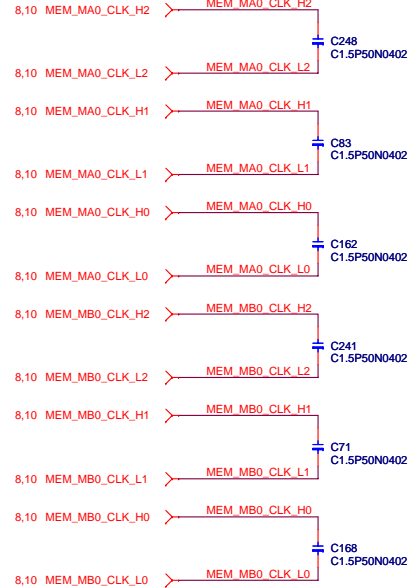 8,10 MEM_MA0_CLK_H2 MEM_MA0_CLK_H2
C248
C1.5P50N0402
8,10 MEM_MA0_CLK_L2 MEM_MA0_CLK_L2
8,10 MEM_MA0_CLK_H1 MEM_MA0_CLK_H1
C83
C1.5P50N0402
8,10 MEM_MA0_CLK_L1 MEM_MA0_CLK_L1
8,10 MEM_MA0_CLK_H0 MEM_MA0_CLK_H0
C162
C1.5P50N0402
8,10 MEM_MA0_CLK_L0 MEM_MA0_CLK_L0
8,10 MEM_MB0_CLK_H2 MEM_MB0_CLK_H2
C241
C1.5P50N0402
8,10 MEM_MB0_CLK_L2 MEM_MB0_CLK_L2
8,10 MEM_MB0_CLK_H1 MEM_MB0_CLK_H1
C71
C1.5P50N0402
8,10 MEM_MB0_CLK_L1 MEM_MB0_CLK_L1
8,10 MEM_MB0_CLK_H0 MEM_MB0_CLK_H0
C168
C1.5P50N0402
8,10 MEM_MB0_CLK_L0 MEM_MB0_CLK_L0